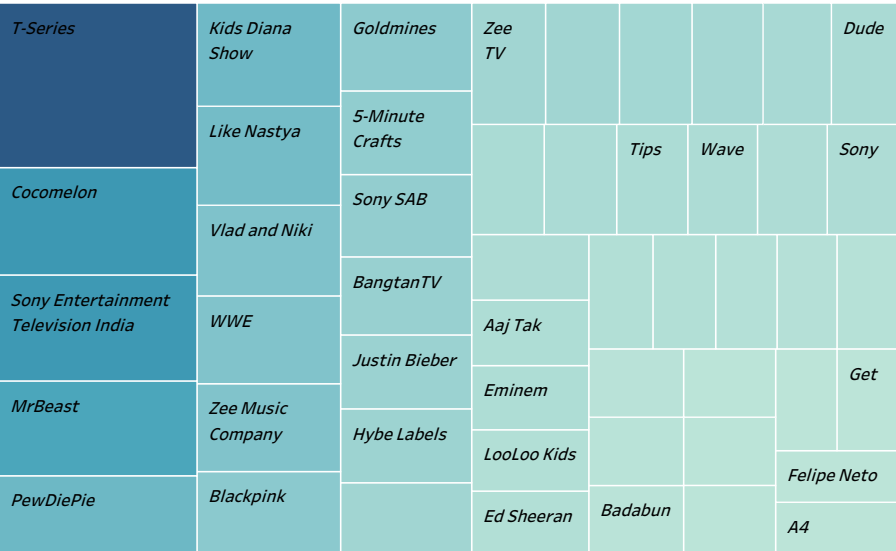 T-Series
Cocomelon
Sony Entertainment
Television India
MrBeast
PewDiePie
Kids Diana
Show
Like Nastya
Vlad and Niki
WWE
Zee Music
Company
Blackpink
Goldmines
5-Minute
Crafts
Sony SAB
BangtanTV
Justin Bieber
Hybe Labels
Zee
TV
Dude
Tips
Wave
Sony
Aaj Tak
Eminem
LooLoo Kids
Ed Sheeran
Badabun
Get
Felipe Neto
A4